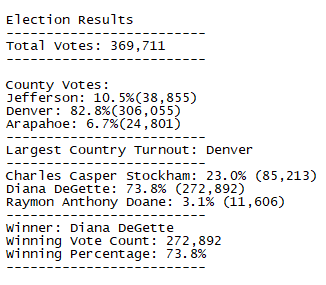 Election Results
-------------------------
Total Votes: 369,711
-------------------------
County Votes:
Jefferson: 10.5%(38,855)
Denver: 82.8%(306,055)
Arapahoe: 6.7%(24,801)
-------------------------
Largest Country Turnout: Denver
-------------------------
Charles Casper Stockham: 23.0% (85,213)
Diana DeGette: 73.8% (272,892)
Raymon Anthony Doane: 3.1% (11,606)
-------------------------
Winner: Diana DeGette
Winning Vote Count: 272,892
Winning Percentage: 73.8%
-------------------------